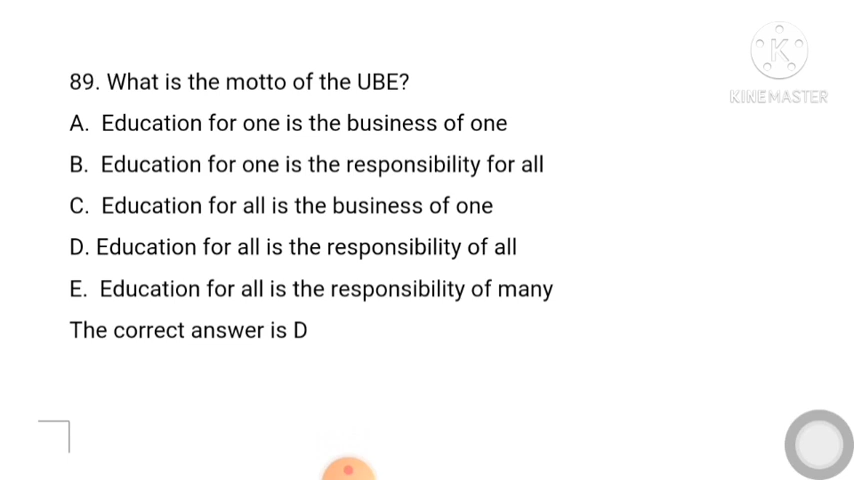 KINEMASTER
89. What is the motto of the UBE?
A. Education for one is the business of one
B. Education for one is the responsibility for all
C. Education for all is the business of one
D. Education for all is the responsibility of all
E. Education for all is the responsibility of many
The correct answer is D